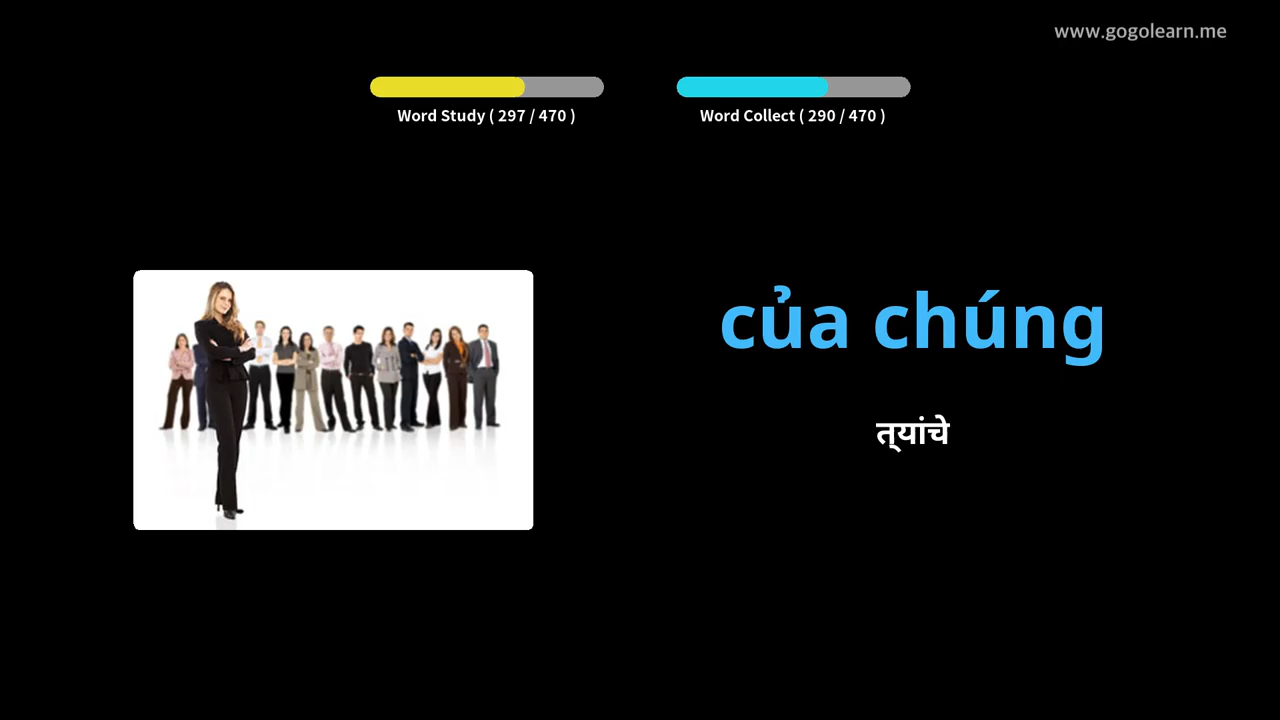 www.gogolearn.me
Word Study ( 297 / 470 )
Word Collect ( 290 / 470 )
của chúng
त्यांचे